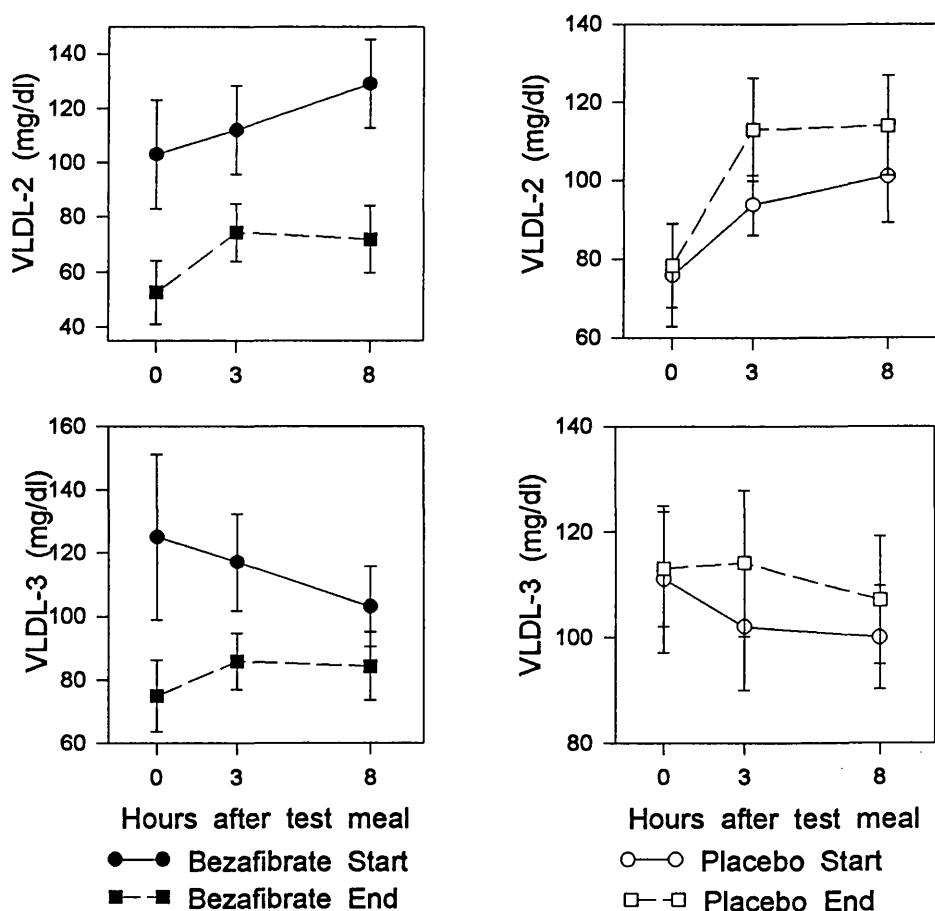 VLDL-2 (mg/dl)
140
120
100
80
60
40
0 3 8
VLDL-2 (mg/dl)
140
120
100
80
60
0 3 8
VLDL-3 (mg/dl)
160
140
120
100
80
60
0 3 8
Hours after test meal
Bezafibrate Start
Bezafibrate End
VLDL-3 (mg/dl)
140
120
100
80
0 3 8
Hours after test meal
Placebo Start
Placebo End